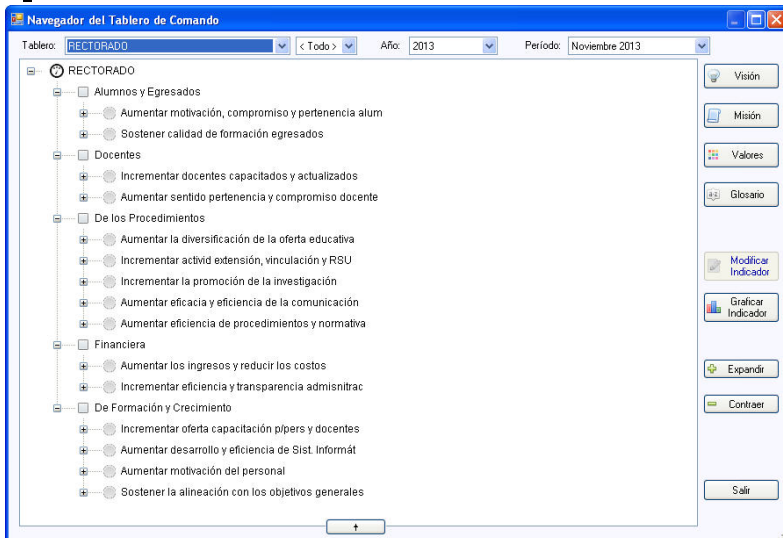 Navegador del Tablero de Comando
Tablero: RECTORADO < Todo > Año: 2013 Período: Noviembre 2013
RECTORADO
Alumnos y Egresados
Aumentar motivación, compromiso y pertenencia alum
Sostener calidad de formación egresados
Docentes
Incrementar docentes capacitados y actualizados
Aumentar sentido pertenencia y compromiso docente
De los Procedimientos
Aumentar la diversificación de la oferta educativa
Incrementar activid extensión, vinculación y RSU
Incrementar la promoción de la investigación
Aumentar eficacia y eficiencia de la comunicación
Aumentar eficiencia de procedimientos y normativa
Financiera
Aumentar los ingresos y reducir los costos
Incrementar eficiencia y transparencia admisnitrac
De Formación y Crecimiento
Incrementar oferta capacitación p/pers y docentes
Aumentar desarrollo y eficiencia de Sist. Informát
Aumentar motivación del personal
Sostener la alineación con los objetivos generales
Visión
Misión
Valores
Glosario
Modificar
Indicador
Graficar
Indicador
Expandir
Contraer
Salir